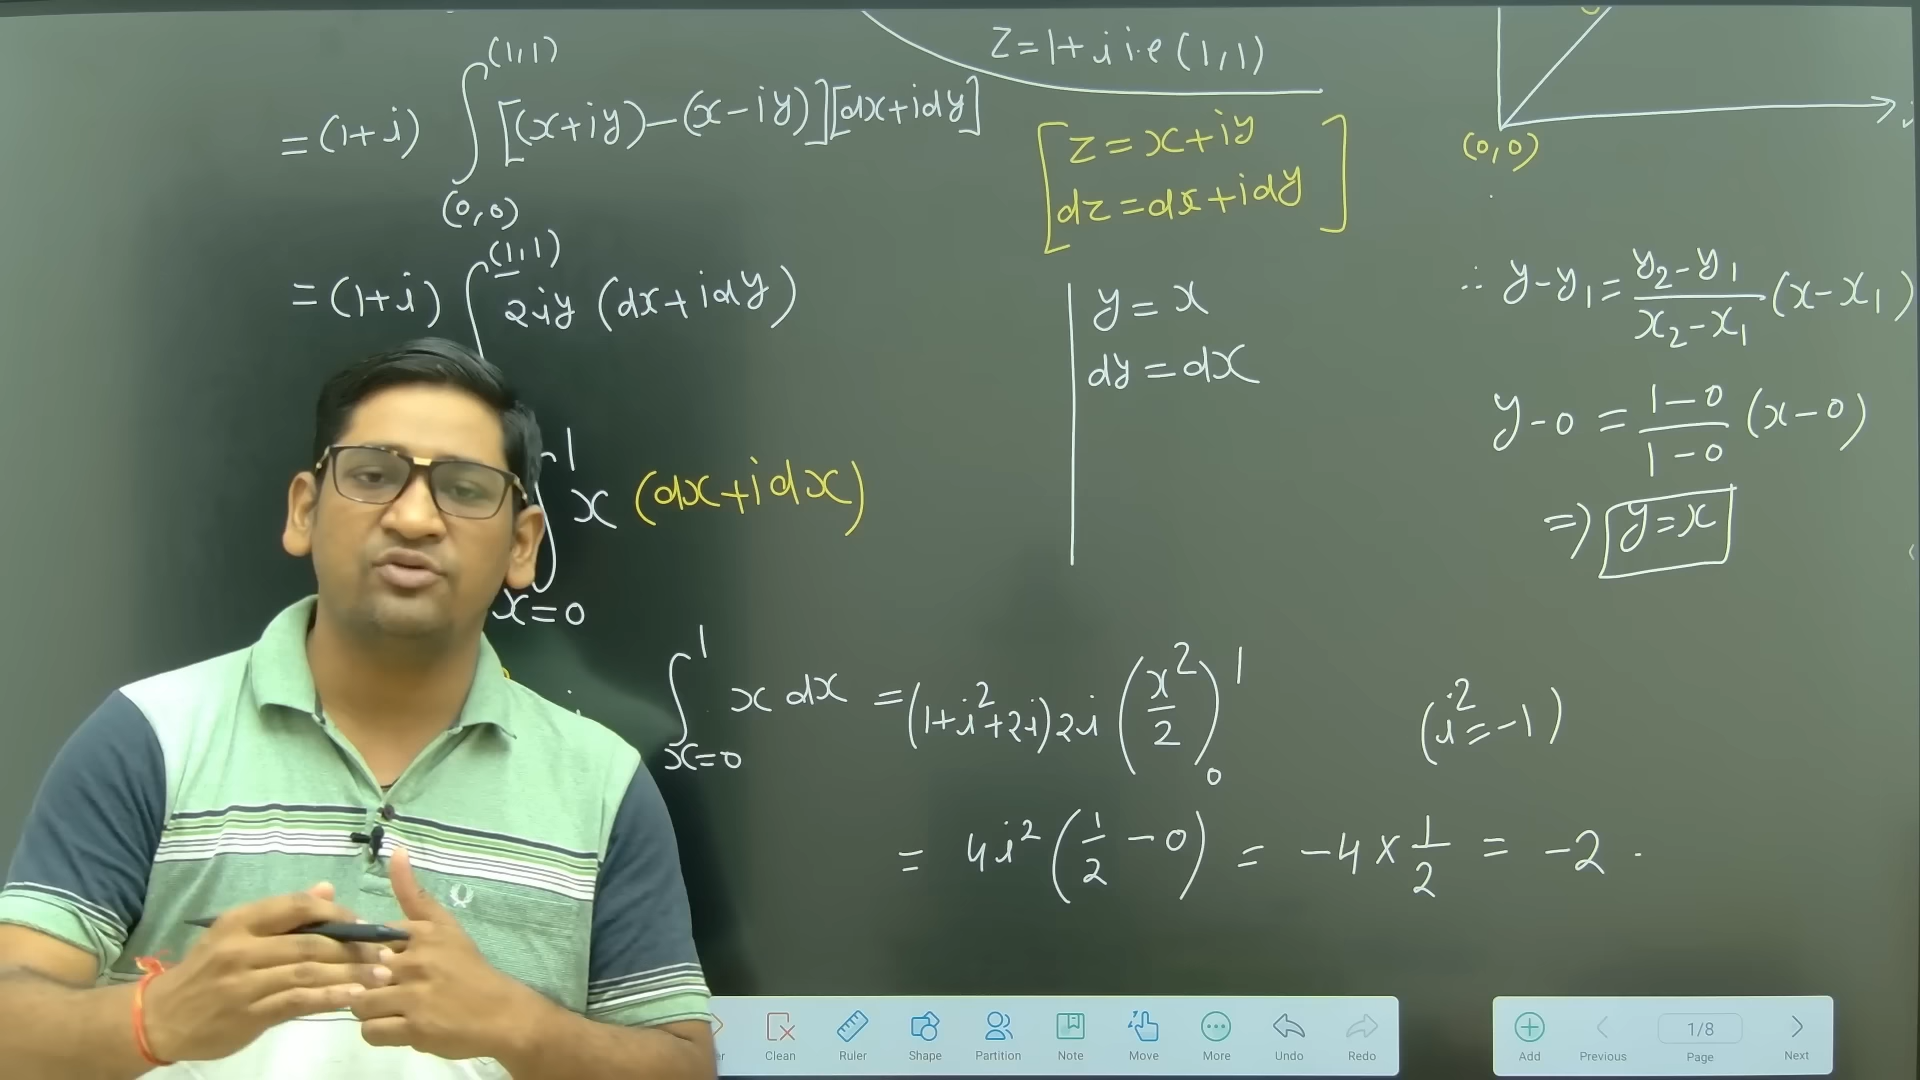 z=1+i i.e (1,1)
=(1+i) ∫(0,0)^(1,1) [(x+iy)-(x-iy)][dx+idy]
[z=x+iy
dz=dx+idy]
(0,0)
=(1+i) ∫^(1,1) 2iy (dx+idy)
y=x
dy=dx
∴ y-y₁=(y₂-y₁)/(x₂-x₁) (x-x₁)
y-0 = (1-0)/(1-0) (x-0)
⇒ y=x
∫x=0^1 x (dx+idx)
∫x=0^1 x dx =(1+i²+2i)2i (x²/2)₀¹ (i²=-1)
= 4i² (1/2 - 0) = -4×1/2 = -2.
Clean Ruler Shape Partition Note Move More Undo Redo
Add Previous 1/8 Page Next